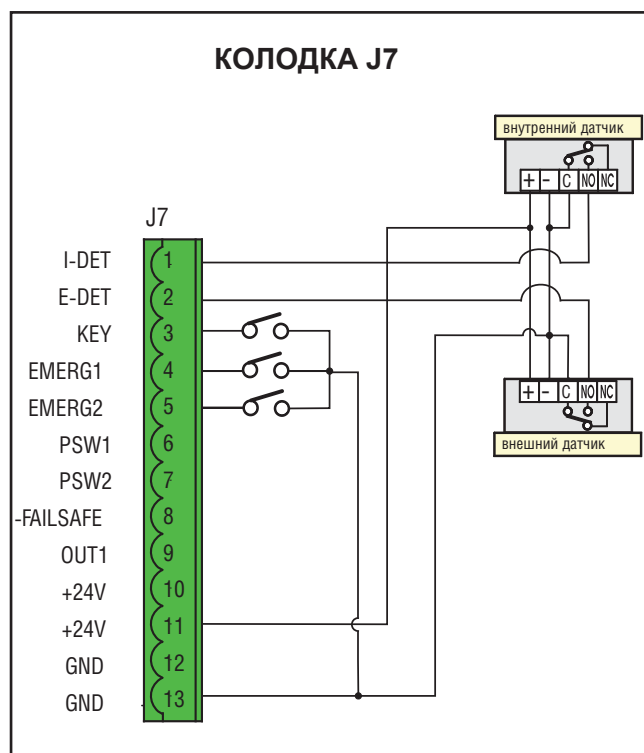 КОЛОДКА J7
внутренний датчик
+ - C NO NC
J7
I-DET 1
E-DET 2
KEY 3
EMERG1 4
EMERG2 5
PSW1 6
PSW2 7
-FAILSAFE 8
OUT1 9
+24V 10
+24V 11
GND 12
GND 13
+ - C NO NC
внешний датчик